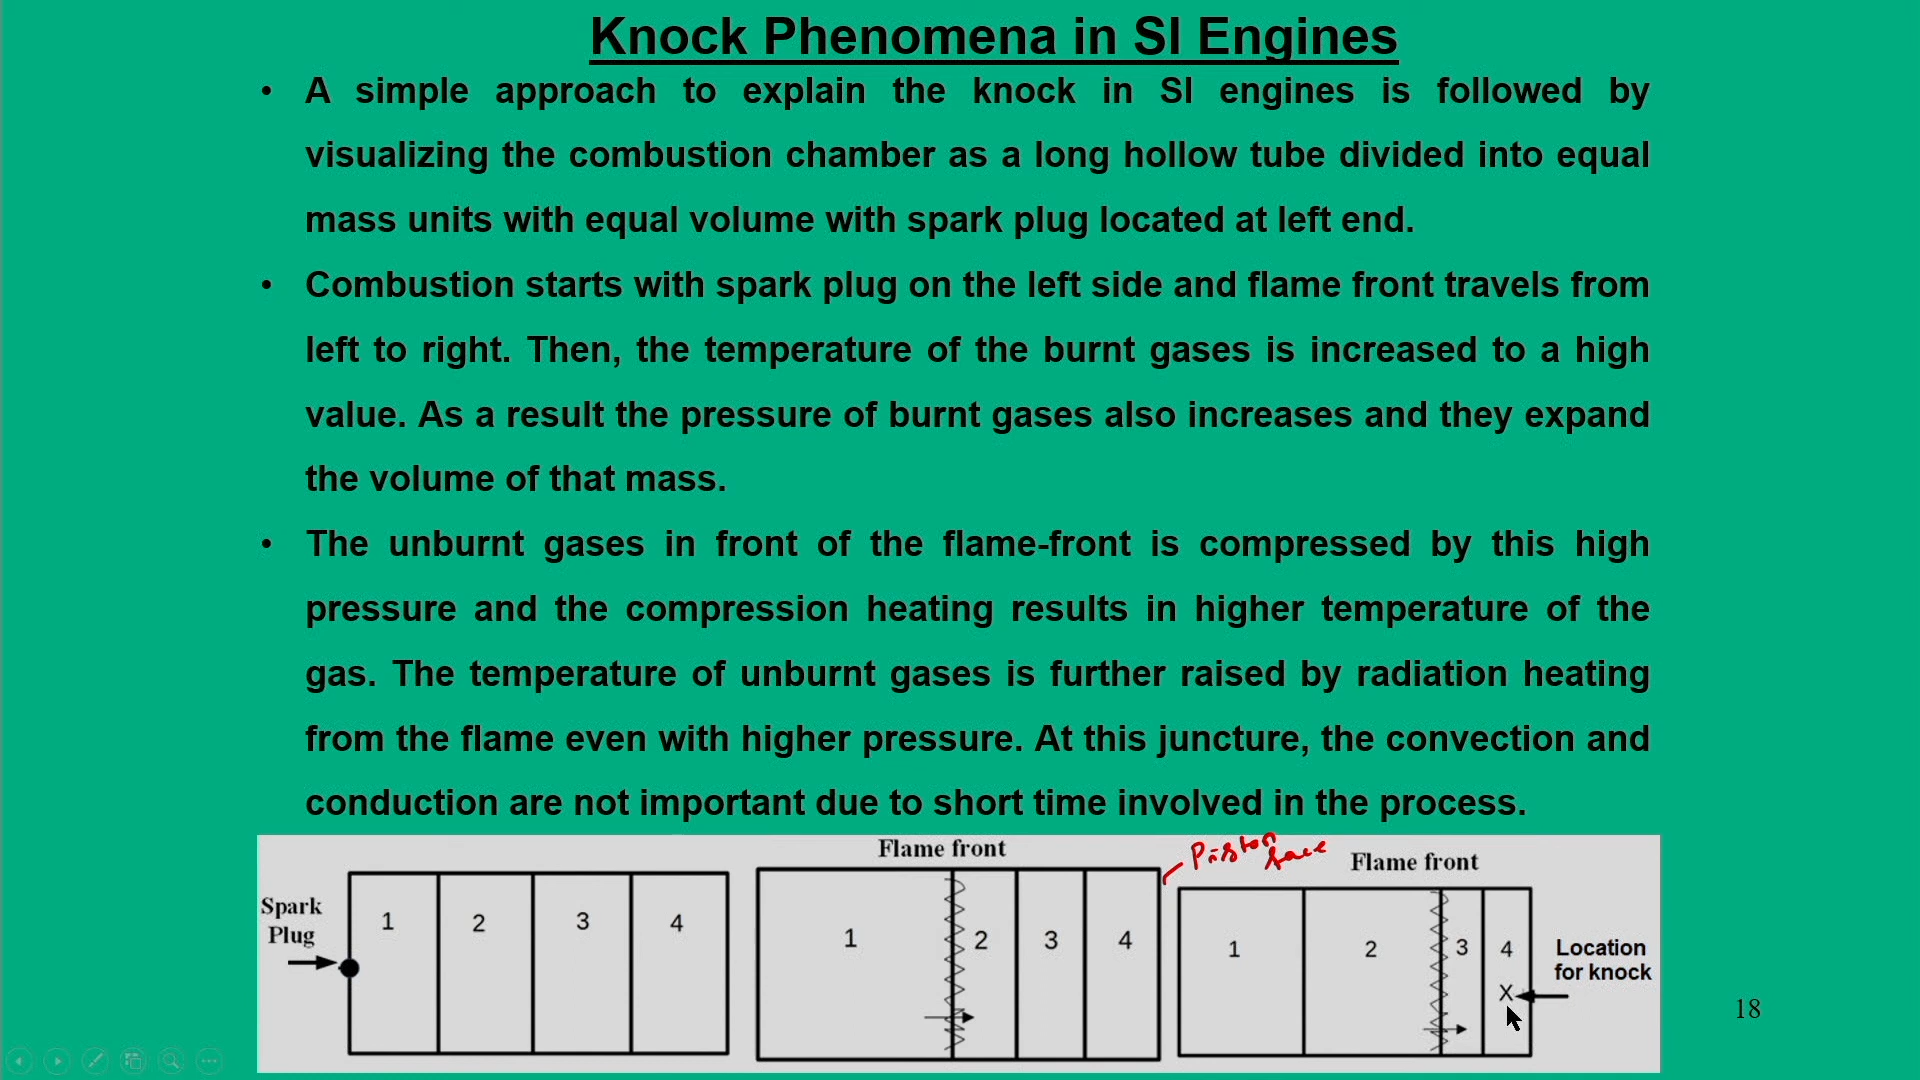 Knock Phenomena in SI Engines
• A simple approach to explain the knock in SI engines is followed by
visualizing the combustion chamber as a long hollow tube divided into equal
mass units with equal volume with spark plug located at left end.
• Combustion starts with spark plug on the left side and flame front travels from
left to right. Then, the temperature of the burnt gases is increased to a high
value. As a result the pressure of burnt gases also increases and they expand
the volume of that mass.
• The unburnt gases in front of the flame-front is compressed by this high
pressure and the compression heating results in higher temperature of the
gas. The temperature of unburnt gases is further raised by radiation heating
from the flame even with higher pressure. At this juncture, the convection and
conduction are not important due to short time involved in the process.
Spark
Plug
1 2 3 4
Flame front
1 2 3 4
Piston
face
Flame front
1 2 3 4
X
Location
for knock
18